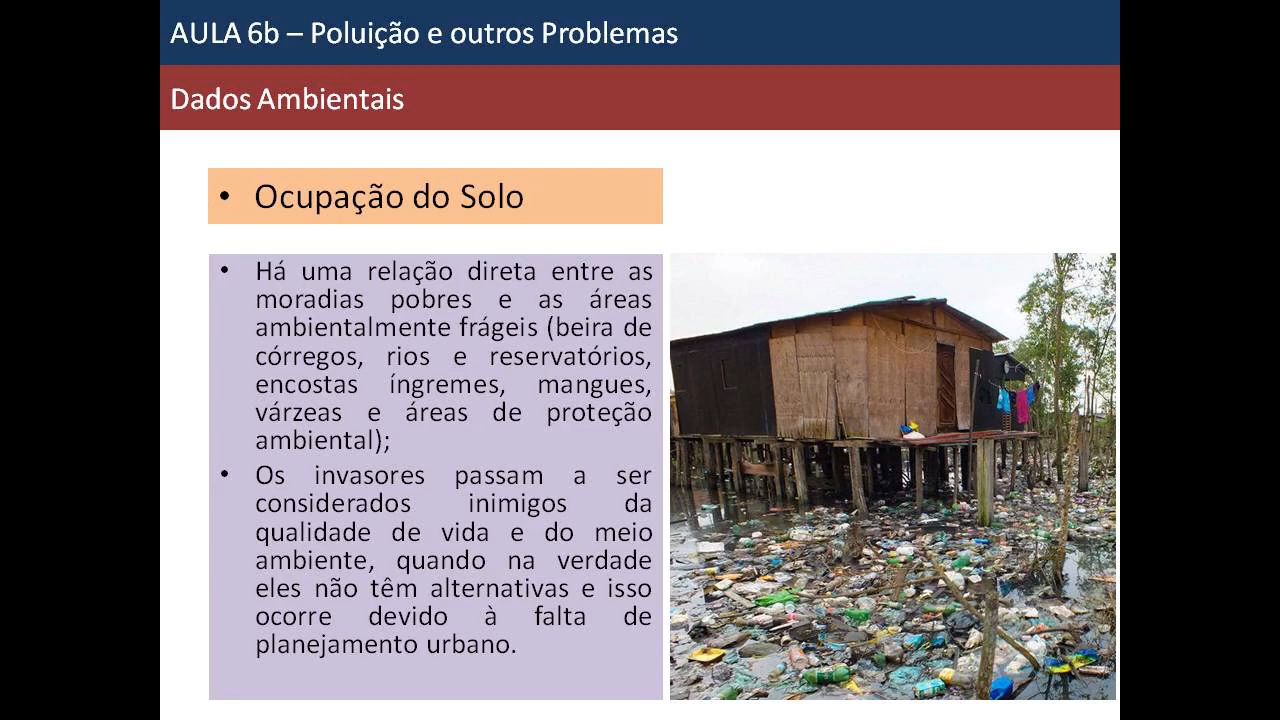 AULA 6b – Poluição e outros Problemas
Dados Ambientais
• Ocupação do Solo
• Há uma relação direta entre as
moradias pobres e as áreas
ambientalmente frágeis (beira de
córregos, rios e reservatórios,
encostas íngremes, mangues,
várzeas e áreas de proteção
ambiental);
• Os invasores passam a ser
considerados inimigos da
qualidade de vida e do meio
ambiente, quando na verdade
eles não têm alternativas e isso
ocorre devido à falta de
planejamento urbano.